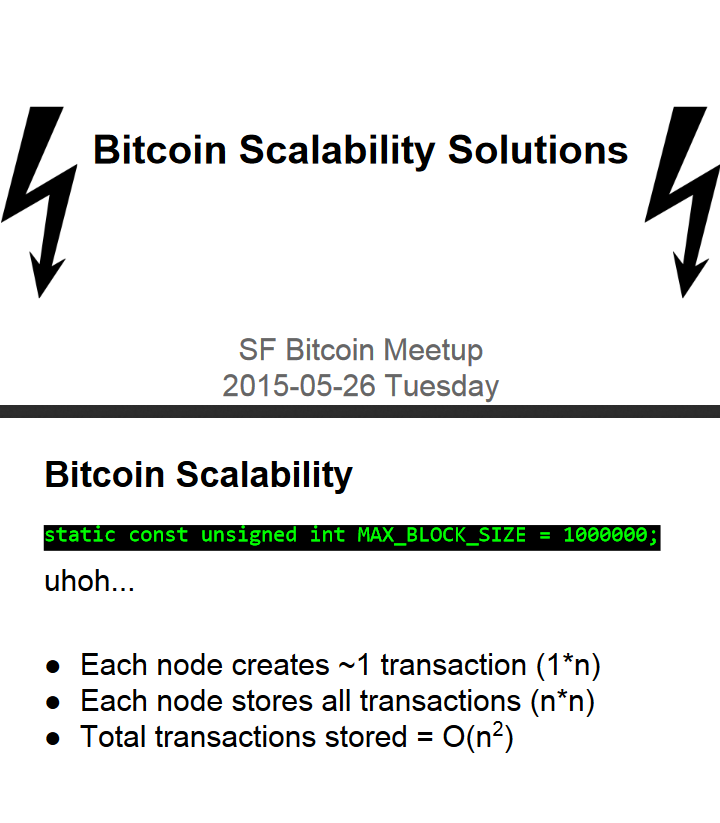 Bitcoin Scalability Solutions
SF Bitcoin Meetup
2015-05-26 Tuesday
Bitcoin Scalability
static const unsigned int MAX_BLOCK_SIZE = 1000000;
uhoh...
● Each node creates ~1 transaction (1*n)
● Each node stores all transactions (n*n)
● Total transactions stored = O(n²)